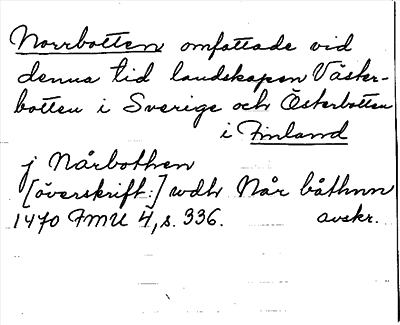 Norrbotten omfattade vid
denna tid landskapen Väster-
botten i Sverige och Österbotten
i Finland
j Nårbothen
[överskrift:] wdh Når båthnn
1470 FMU 4, s. 336. avskr.